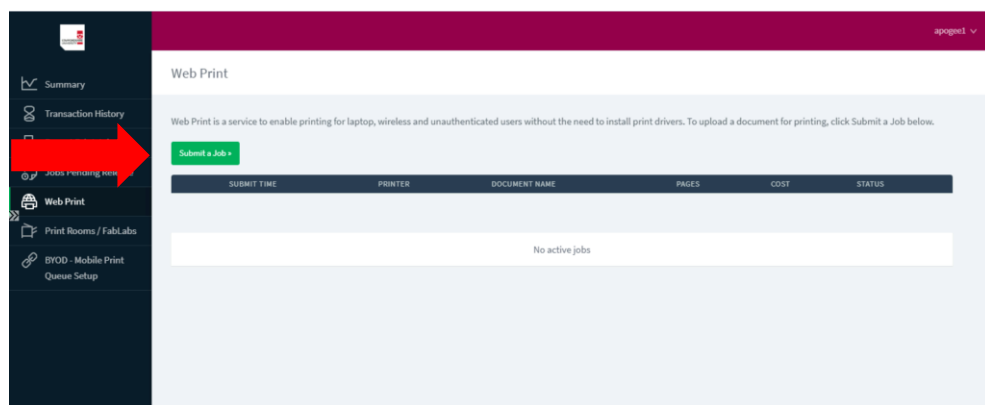 apogee1
Summary
Web Print
Transaction History
Web Print is a service to enable printing for laptop, wireless and unauthenticated users without the need to install print drivers. To upload a document for printing, click Submit a Job below.
Submit a Job »
Jobs Pending
SUBMIT TIME PRINTER DOCUMENT NAME PAGES COST STATUS
Web Print
Print Rooms / FabLabs
No active jobs
BYOD - Mobile Print
Queue Setup